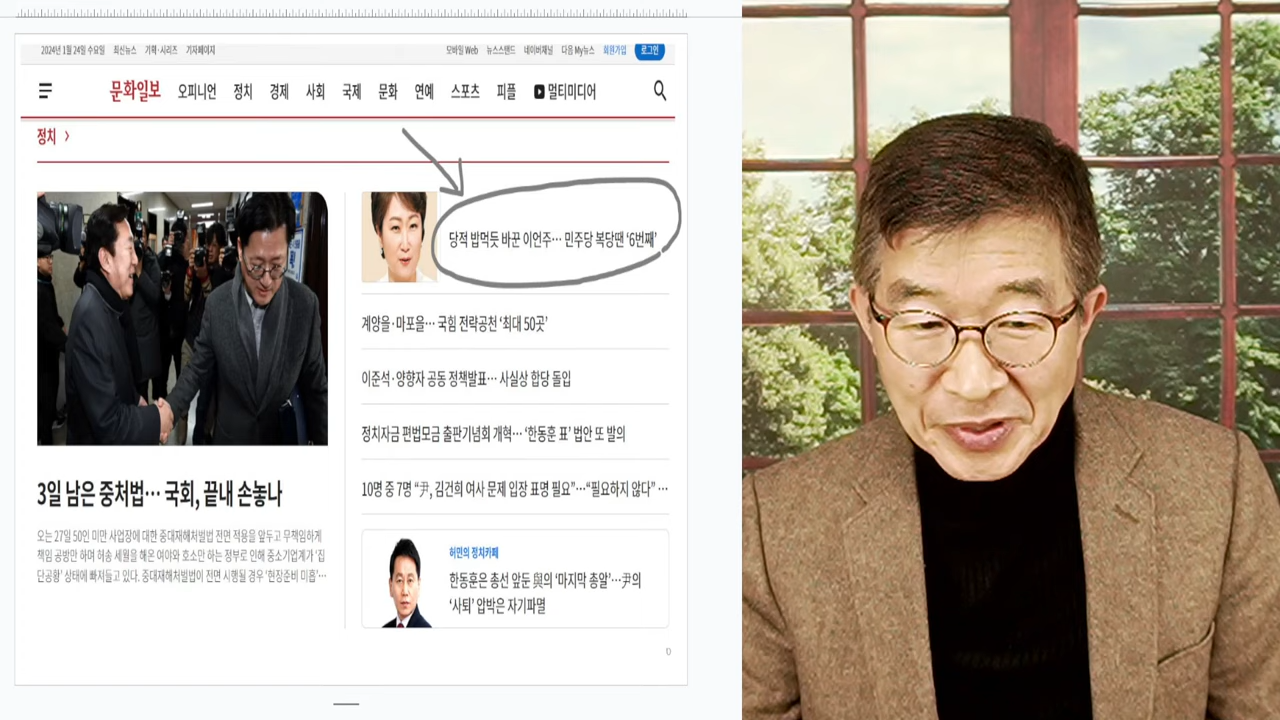 2024년 1월 24일 수요일 최신뉴스 기획·시리즈 기자페이지 모바일 Web 뉴스스탠드 네이버채널 다음 My뉴스 회원가입 로그인
문화일보 오피니언 정치 경제 사회 국제 문화 연예 스포츠 피플 멀티미디어
정치 >
당적 밥먹듯 바꾼 이언주… 민주당 복당땐 ‘6번째’
계양을·마포을… 국힘 전략공천 ‘최대 50곳’
이준석·양향자 공동 정책발표… 사실상 합당 돌입
정치자금 편법모금 출판기념회 개혁… ‘한동훈 표’ 법안 또 발의
10명 중 7명 “尹, 김건희 여사 문제 입장 표명 필요”…“필요하지 않다” …
3일 남은 중처법… 국회, 끝내 손놓나
오는 27일 50인 미만 사업장에 대한 중대재해처벌법 전면 적용을 앞두고 무책임하게
책임 공방만 하며 허송 세월을 해온 여야와 호소만 하는 정부로 인해 중소기업계가 ‘집
단공황’ 상태에 빠져들고 있다. 중대재해처벌법이 전면 시행될 경우 ‘현장준비 미흡’…
허만의 정치카페
한동훈은 총선 앞둔 與의 ‘마지막 총알’…尹의
‘사퇴’ 압박은 자기파멸
10